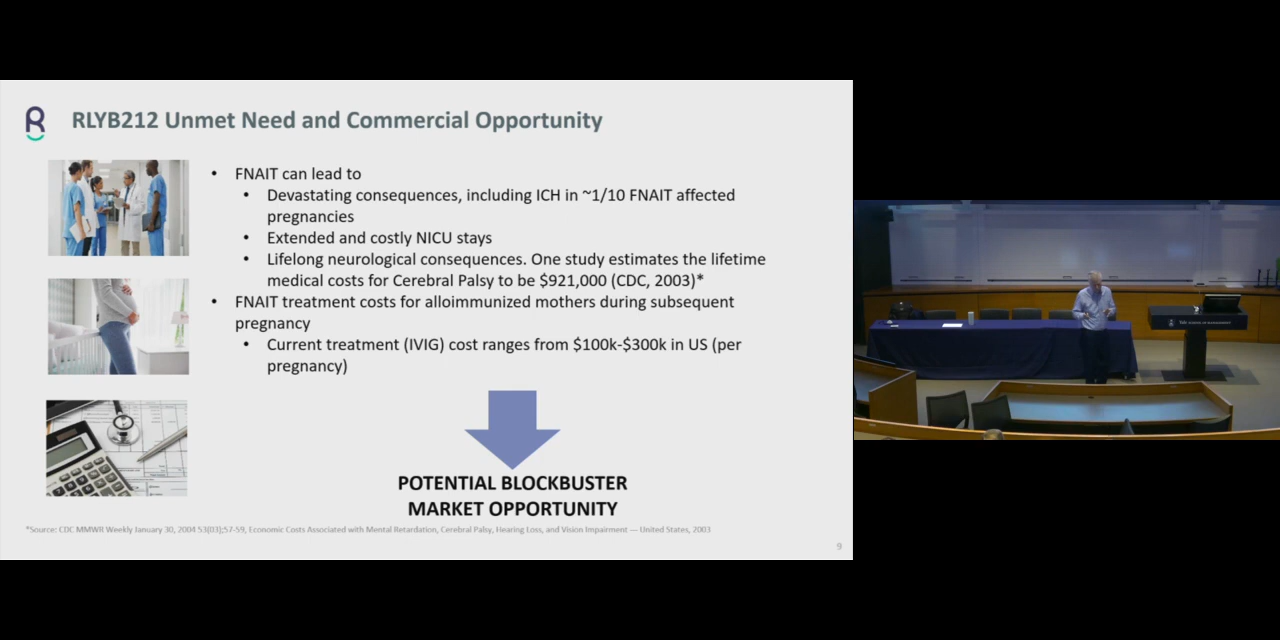 RLYB212 Unmet Need and Commercial Opportunity
• FNAIT can lead to
• Devastating consequences, including ICH in ~1/10 FNAIT affected
pregnancies
• Extended and costly NICU stays
• Lifelong neurological consequences. One study estimates the lifetime
medical costs for Cerebral Palsy to be $921,000 (CDC, 2003)*
• FNAIT treatment costs for alloimmunized mothers during subsequent
pregnancy
• Current treatment (IVIG) cost ranges from $100k-$300k in US (per
pregnancy)
POTENTIAL BLOCKBUSTER
MARKET OPPORTUNITY
*Source: CDC MMWR Weekly January 30, 2004 53(03);57-59, Economic Costs Associated with Mental Retardation, Cerebral Palsy, Hearing Loss, and Vision Impairment — United States, 2003
9
Yale SCHOOL OF MANAGEMENT